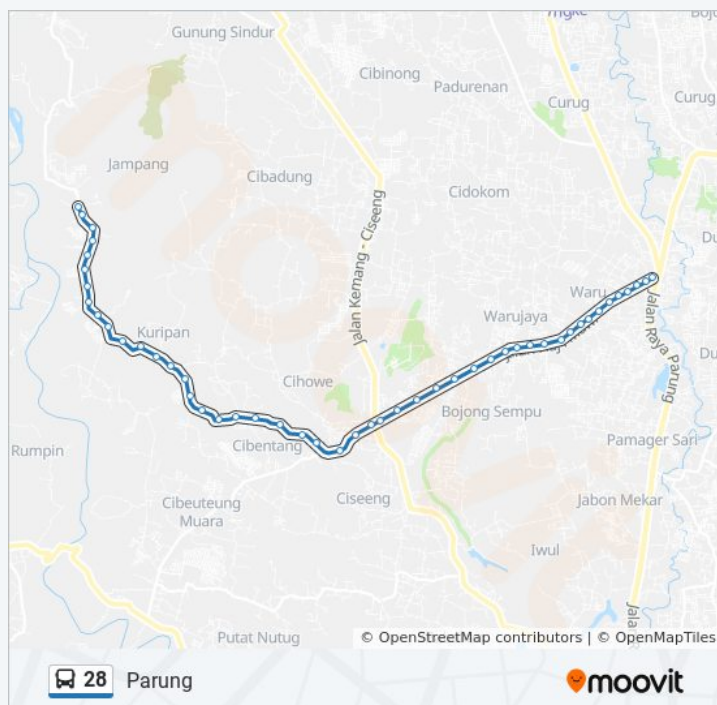 Gunung Sindur
Cibinong
Padurenan
Curug
Curug
Jampang
Cibadung
Cidokom
Jalan Kemang - Ciseeng
Waru
Warujaya
Kuripan
Jalan Raya Parung
Cihowe
Bojong Sempu
Rumpin
Cibentang
Pamager Sari
Cibeuteung
Muara
Ciseeng
Jabon Mekar
Iwul
Putat Nutug
© OpenStreetMap contributors | © OpenMapTiles
28 Parung
moovit